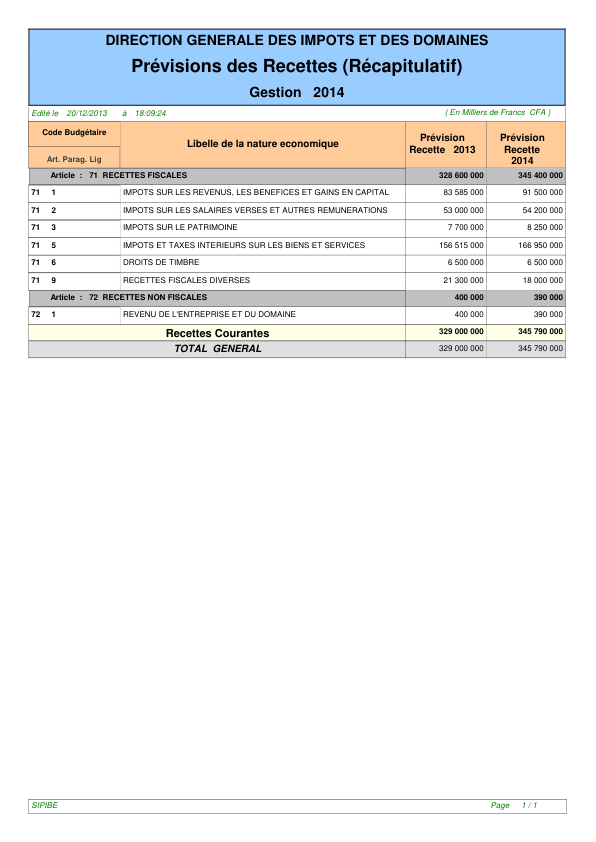 DIRECTION GENERALE DES IMPOTS ET DES DOMAINES
Prévisions des Recettes (Récapitulatif)
Gestion 2014
Edité le 20/12/2013 à 18:09:24 ( En Milliers de Francs CFA )
Code Budgétaire
Art. Parag. Lig
Libelle de la nature economique
Prévision
Recette 2013
Prévision
Recette
2014
Article : 71 RECETTES FISCALES 328 600 000 345 400 000
71 1 IMPOTS SUR LES REVENUS, LES BENEFICES ET GAINS EN CAPITAL 83 585 000 91 500 000
71 2 IMPOTS SUR LES SALAIRES VERSES ET AUTRES REMUNERATIONS 53 000 000 54 200 000
71 3 IMPOTS SUR LE PATRIMOINE 7 700 000 8 250 000
71 5 IMPOTS ET TAXES INTERIEURS SUR LES BIENS ET SERVICES 156 515 000 166 950 000
71 6 DROITS DE TIMBRE 6 500 000 6 500 000
71 9 RECETTES FISCALES DIVERSES 21 300 000 18 000 000
Article : 72 RECETTES NON FISCALES 400 000 390 000
72 1 REVENU DE L'ENTREPRISE ET DU DOMAINE 400 000 390 000
Recettes Courantes 329 000 000 345 790 000
TOTAL GENERAL 329 000 000 345 790 000
SIPIBE Page 1 / 1